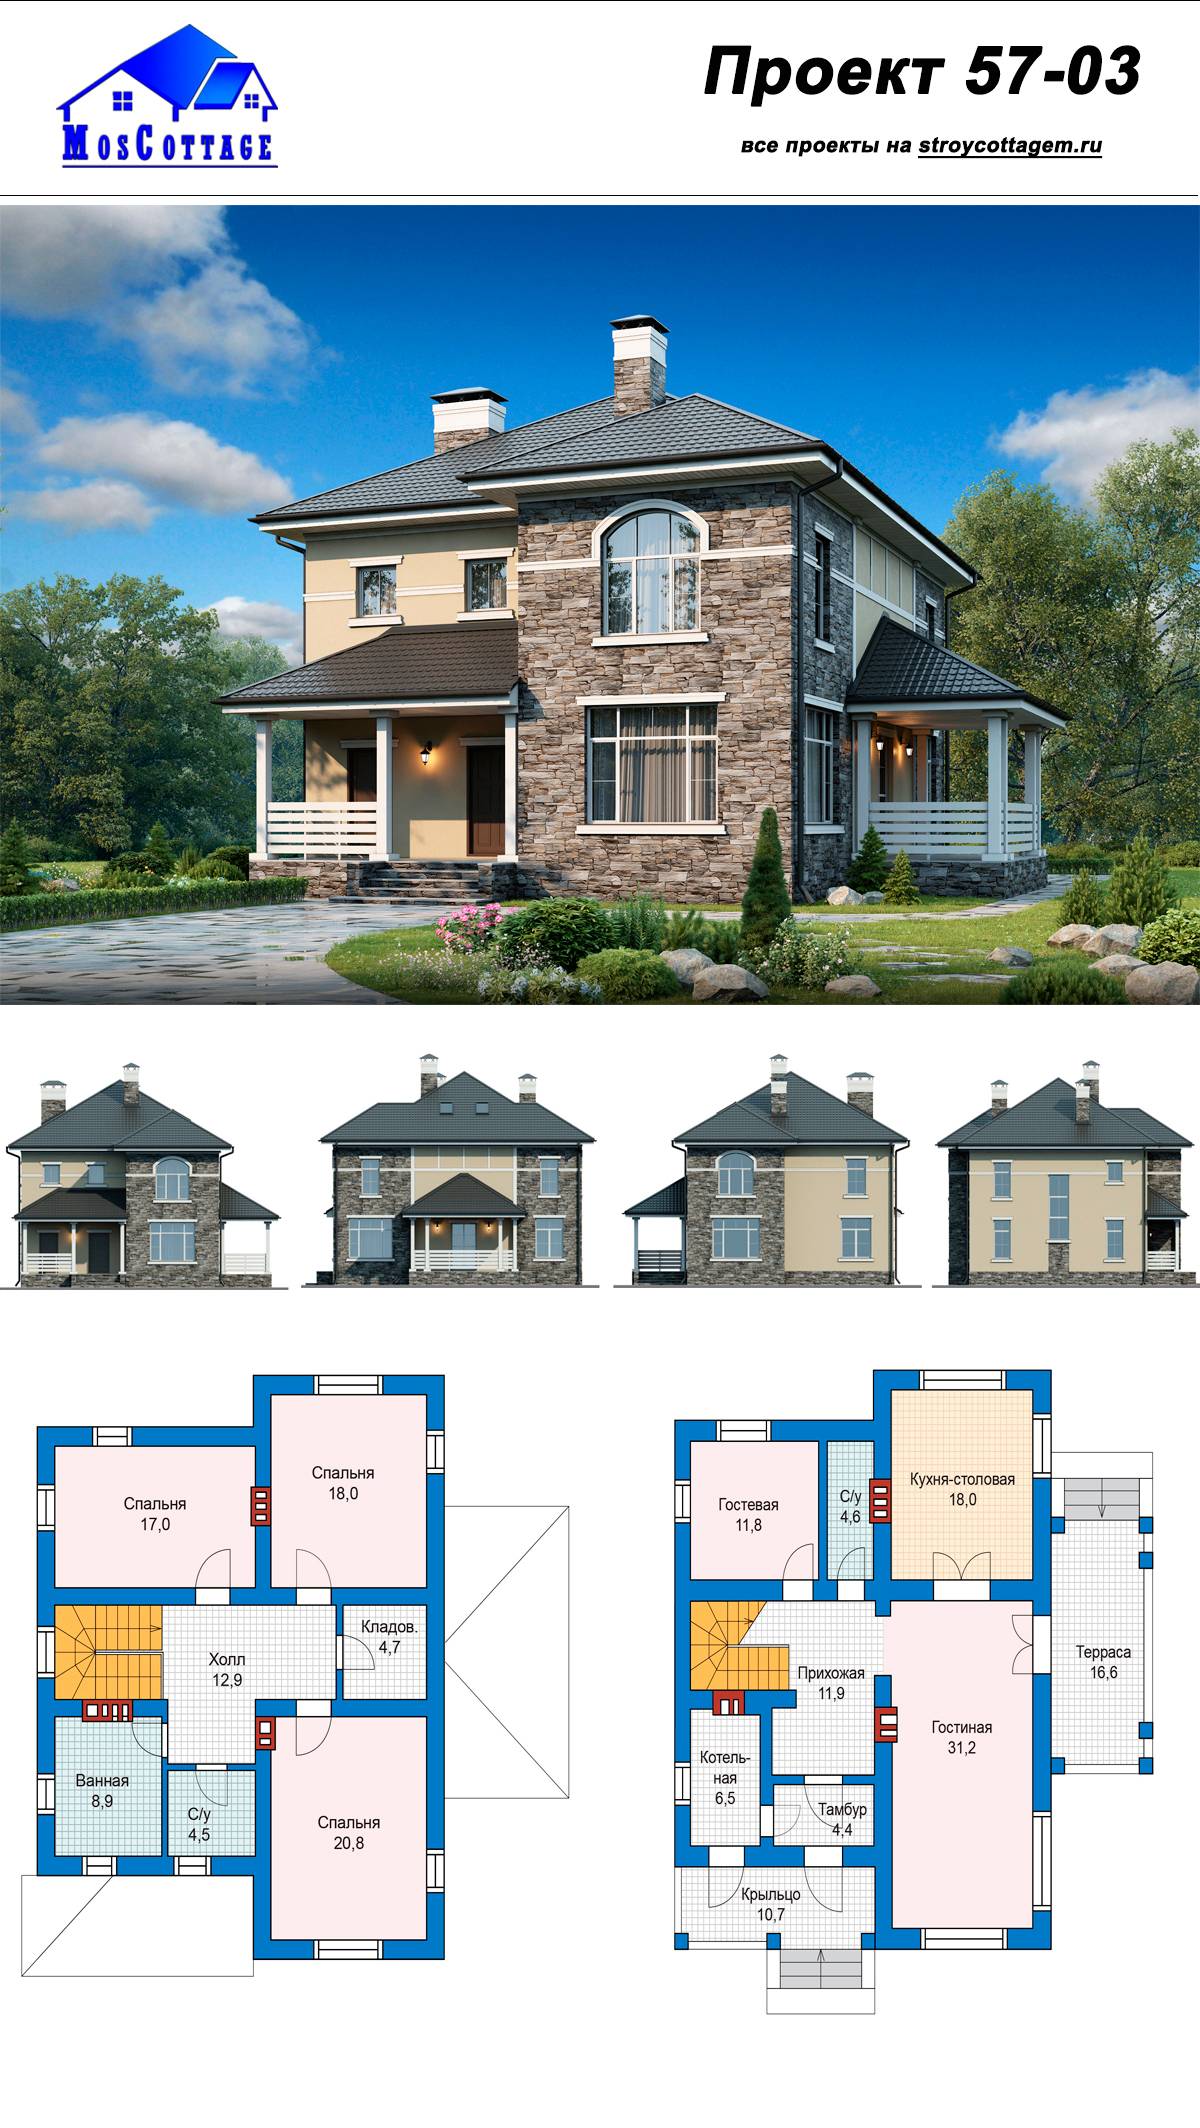 MosCottage
Проект 57-03
все проекты на stroycottagem.ru
Спальня
18,0
Спальня
17,0
Кладов.
4,7
Холл
12,9
Ванная
8,9
С/у
4,5
Спальня
20,8
Кухня-столовая
18,0
Гостевая
11,8
С/у
4,6
Терраса
16,6
Прихожая
11,9
Гостиная
31,2
Котель-
ная
6,5
Тамбур
4,4
Крыльцо
10,7